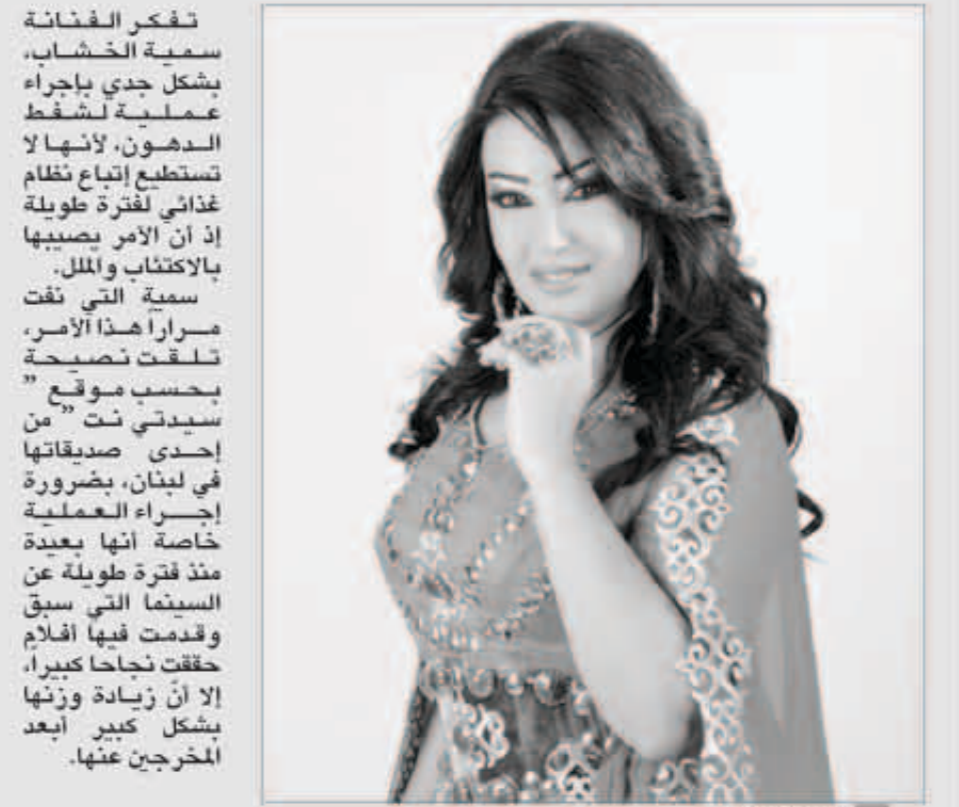 تفكر الفنانة
سمية الخشاب،
بشكل جدي بإجراء
عملية لشفط
الدهون، لأنها لا
تستطيع إتباع نظام
غذائي لفترة طويلة
إذ أن الأمر يصيبها
بالاكتئاب والملل.
سمية التي نفت
مراراً هذا الأمر،
تلقت نصيحة
بحسب موقع "
سيدتي نت " من
إحدى صديقاتها
في لبنان، بضرورة
إجراء العملية
خاصة أنها بعيدة
منذ فترة طويلة عن
السينما التي سبق
وقدمت فيها أفلام
حققت نجاحا كبيراً،
إلا أنّ زيادة وزنها
بشكل كبير أبعد
المخرجين عنها.